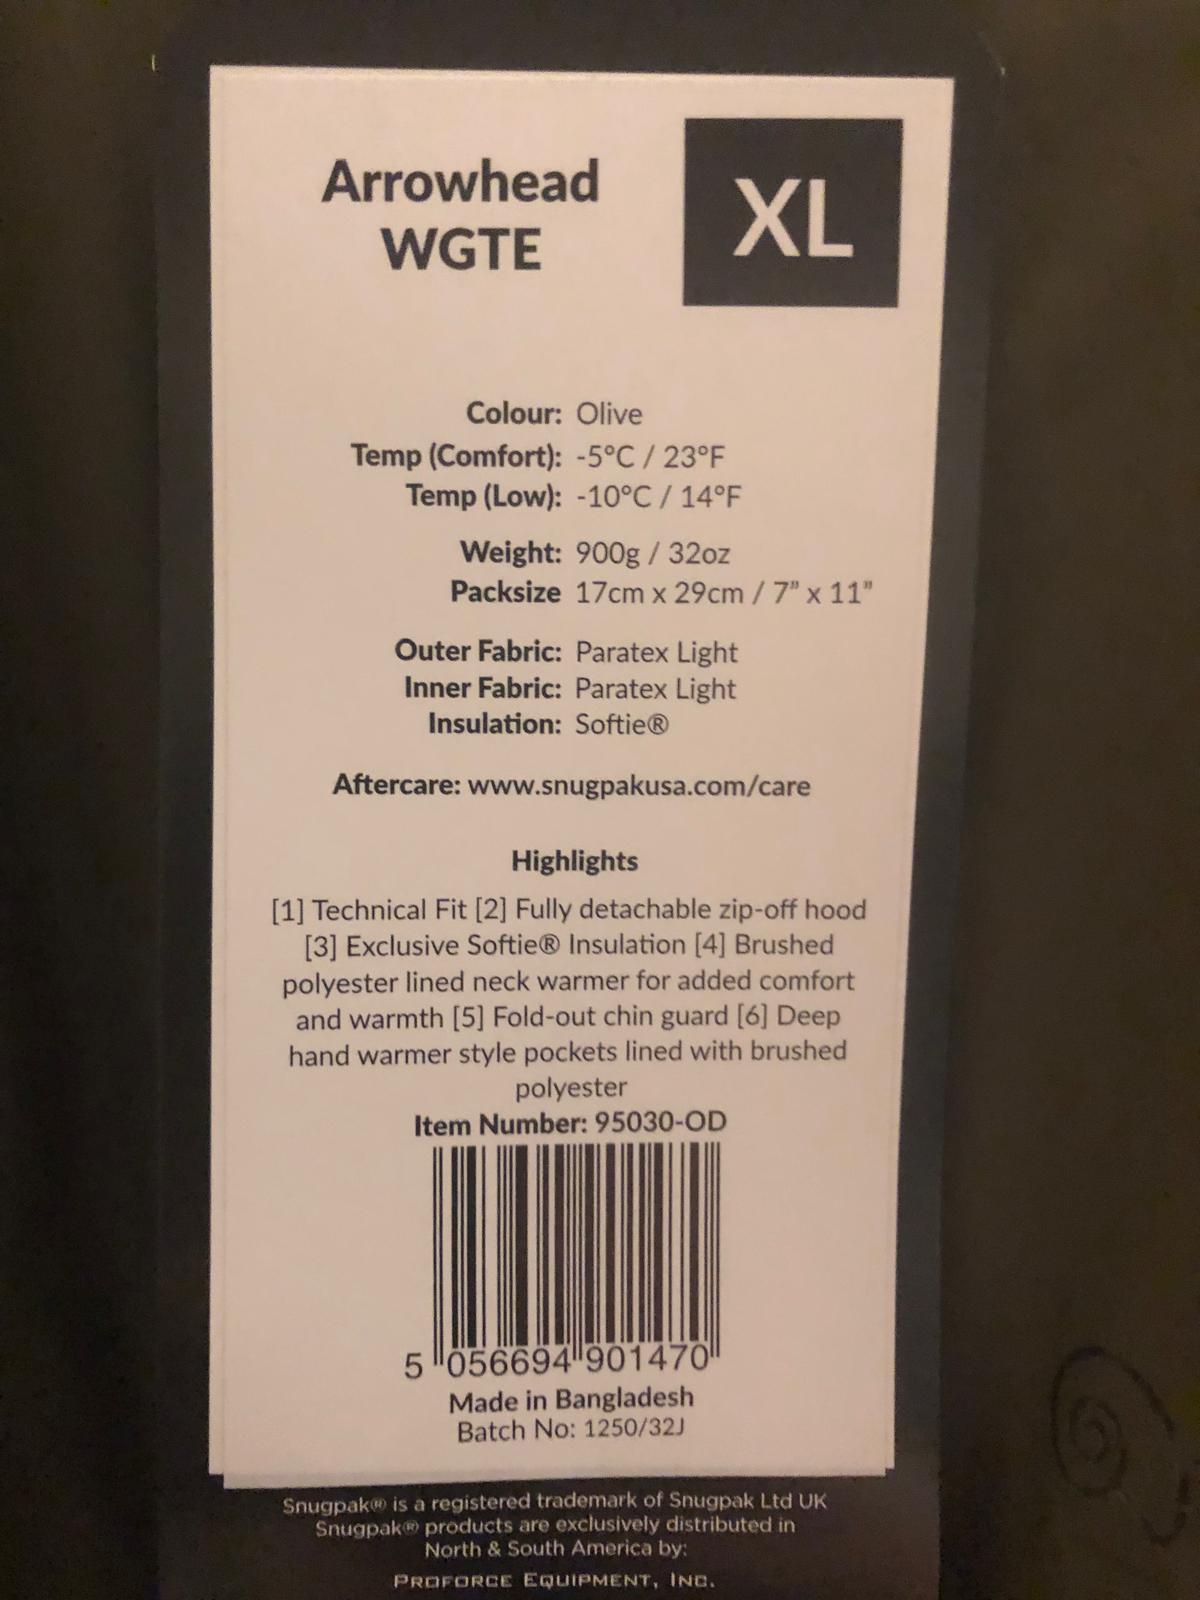 Arrowhead
WGTE
XL
Colour: Olive
Temp (Comfort): -5°C / 23°F
Temp (Low): -10°C / 14°F
Weight: 900g / 32oz
Packsize 17cm x 29cm / 7” x 11”
Outer Fabric: Paratex Light
Inner Fabric: Paratex Light
Insulation: Softie®
Aftercare: www.snugpakusa.com/care
Highlights
[1] Technical Fit [2] Fully detachable zip-off hood
[3] Exclusive Softie® Insulation [4] Brushed
polyester lined neck warmer for added comfort
and warmth [5] Fold-out chin guard [6] Deep
hand warmer style pockets lined with brushed
polyester
Item Number: 95030-OD
5 056694 901470
Made in Bangladesh
Batch No: 1250/32J
Snugpak® is a registered trademark of Snugpak Ltd UK
Snugpak® products are exclusively distributed in
North & South America by:
PROFORCE EQUIPMENT, INC.